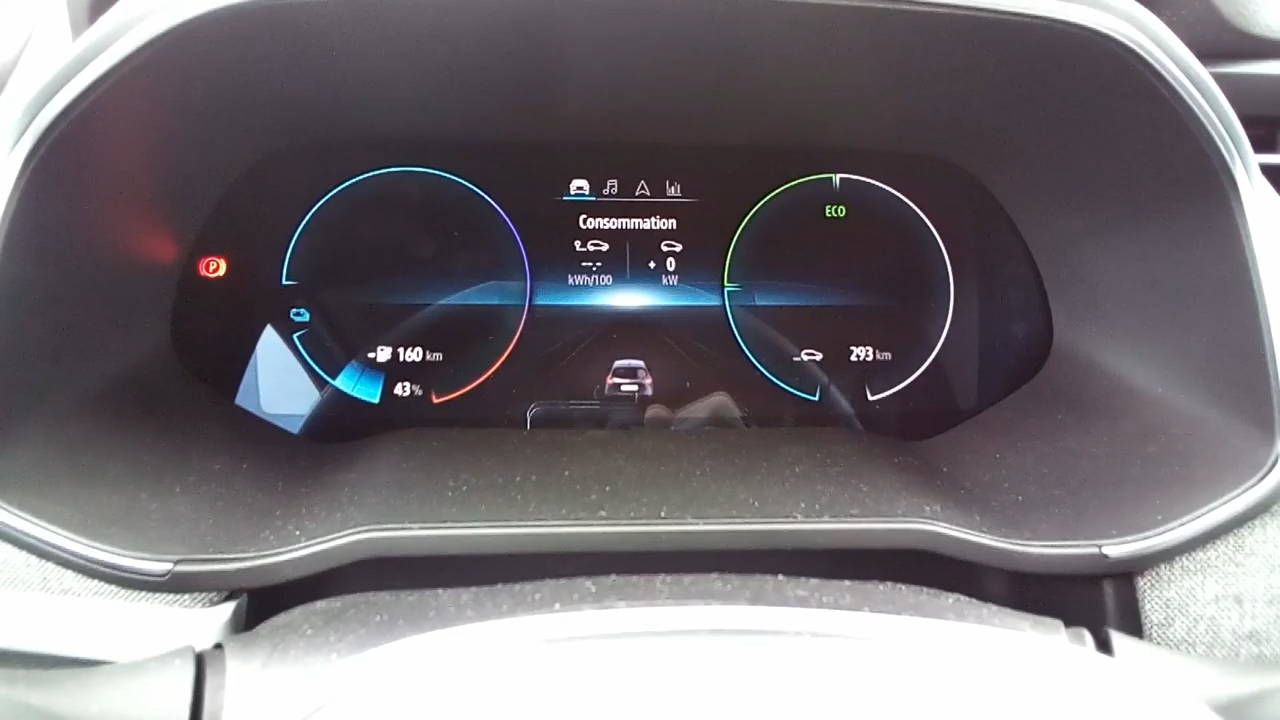 ECO
Consommation
--.-
+ 0
kWh/100
kW
P
160 km
293 km
43%